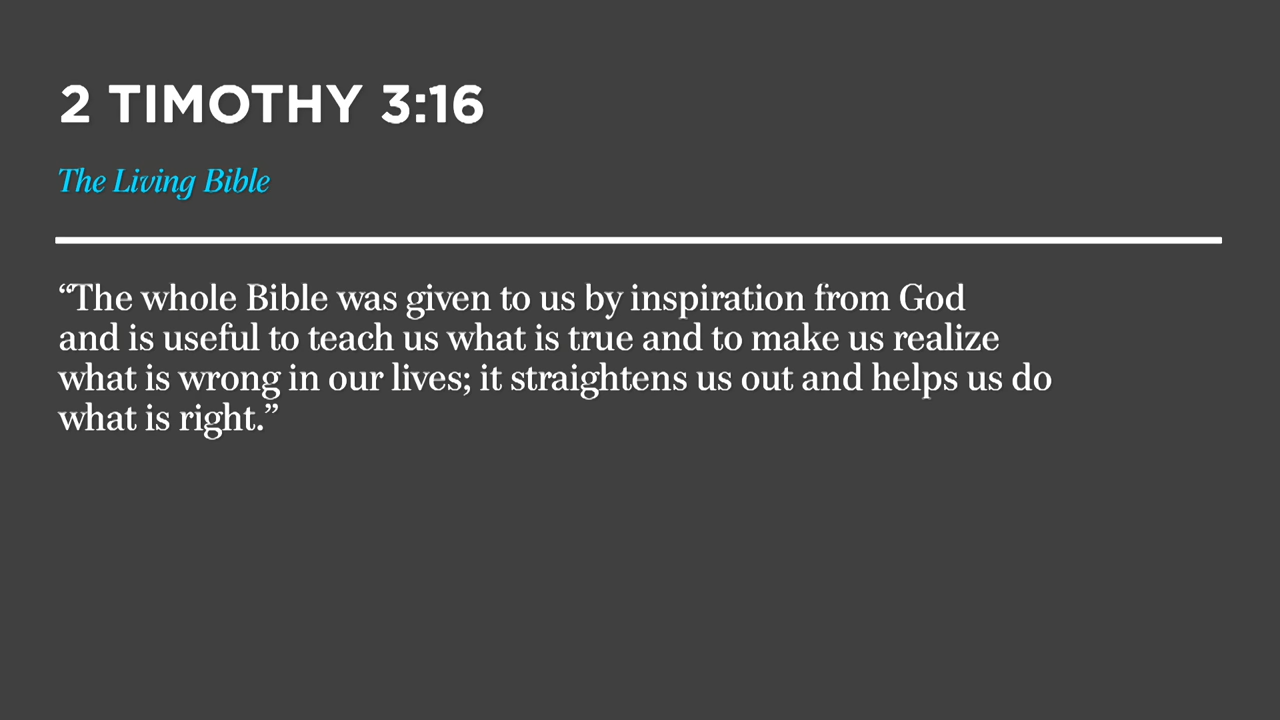 2 TIMOTHY 3:16
The Living Bible
“The whole Bible was given to us by inspiration from God
and is useful to teach us what is true and to make us realize
what is wrong in our lives; it straightens us out and helps us do
what is right.”